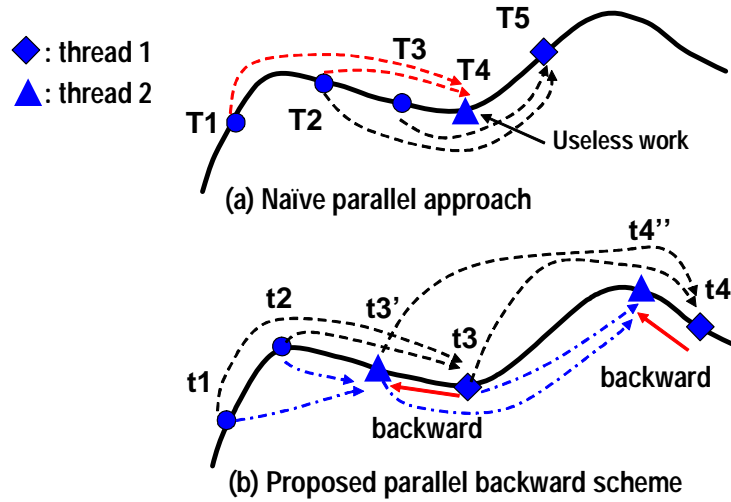 : thread 1
: thread 2
T1
T2
T3
T4
T5
Useless work
(a) Naïve parallel approach
t1
t2
t3'
t3
t4''
t4
backward
backward
(b) Proposed parallel backward scheme